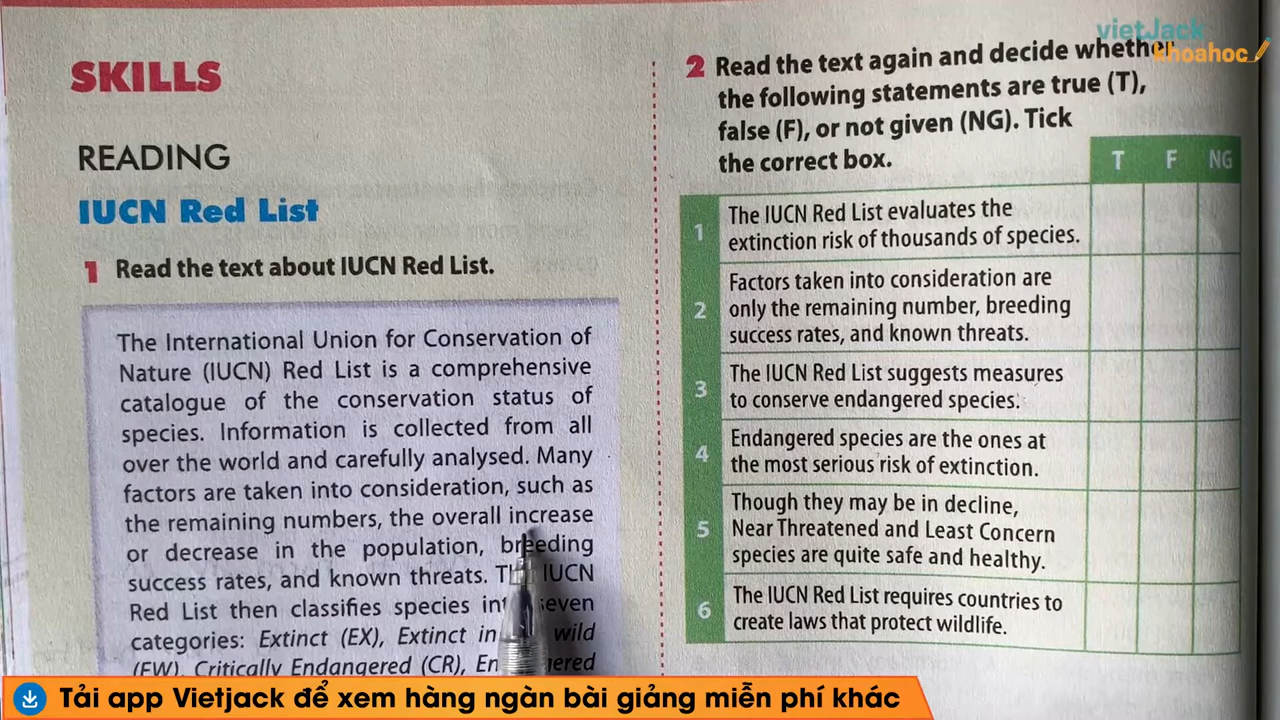 vietJack
khoahoc
SKILLS
READING
IUCN Red List
1 Read the text about IUCN Red List.
The International Union for Conservation of
Nature (IUCN) Red List is a comprehensive
catalogue of the conservation status of
species. Information is collected from all
over the world and carefully analysed. Many
factors are taken into consideration, such as
the remaining numbers, the overall increase
or decrease in the population, breeding
success rates, and known threats. IUCN
Red List then classifies species seven
categories: Extinct (EX), Extinct in wild
(EW), Critically Endangered (CR),
2 Read the text again and decide whether
the following statements are true (T),
false (F), or not given (NG). Tick
the correct box.
T F NG
1 The IUCN Red List evaluates the
extinction risk of thousands of species.
2 Factors taken into consideration are
only the remaining number, breeding
success rates, and known threats.
3 The IUCN Red List suggests measures
to conserve endangered species.
4 Endangered species are the ones at
the most serious risk of extinction.
5 Though they may be in decline,
Near Threatened and Least Concern
species are quite safe and healthy.
6 The IUCN Red List requires countries to
create laws that protect wildlife.
Tải app Vietjack để xem hàng ngàn bài giảng miễn phí khác